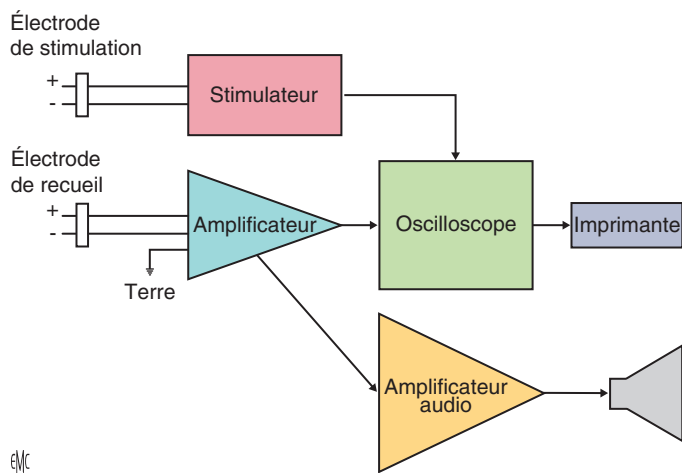 Électrode
de stimulation
+
-
Stimulateur
Électrode
de recueil
+
-
Amplificateur
Terre
Oscilloscope
Imprimante
Amplificateur
audio
EMC